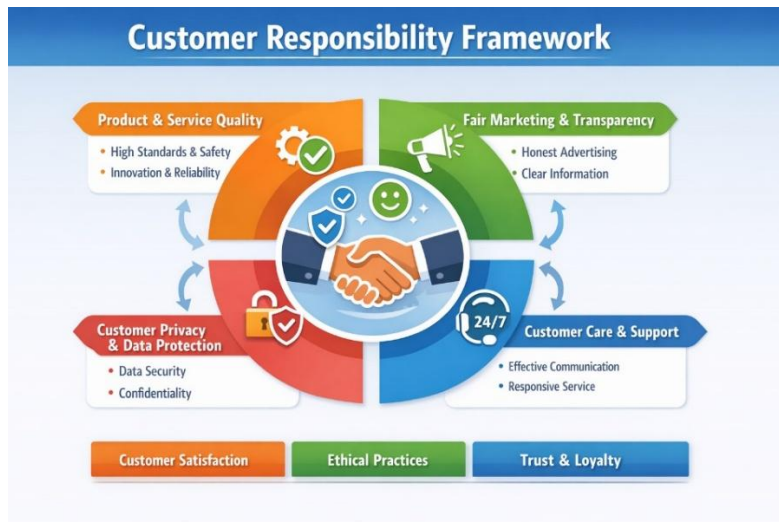 Customer Responsibility Framework
Product & Service Quality
• High Standards & Safety
• Innovation & Reliability
Fair Marketing & Transparency
• Honest Advertising
• Clear Information
Customer Privacy
& Data Protection
• Data Security
• Confidentiality
24/7
Customer Care & Support
• Effective Communication
• Responsive Service
Customer Satisfaction
Ethical Practices
Trust & Loyalty